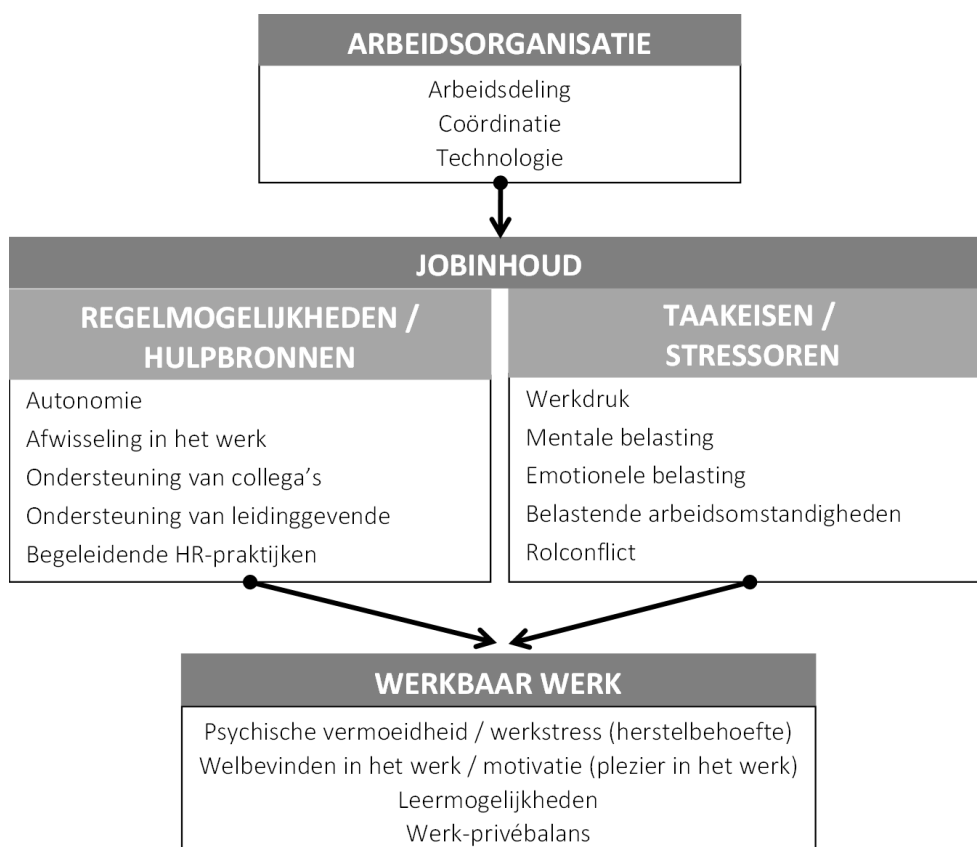 ARBEIDSORGANISATIE
Arbeidsdeling
Coördinatie
Technologie
JOBINHOUD
REGELMOGELIJKHEDEN /
HULPBRONNEN
Autonomie
Afwisseling in het werk
Ondersteuning van collega's
Ondersteuning van leidinggevende
Begeleidende HR-praktijken
TAAKEISEN /
STRESSOREN
Werkdruk
Mentale belasting
Emotionele belasting
Belastende arbeidsomstandigheden
Rolconflict
WERKBAAR WERK
Psychische vermoeidheid / werkstress (herstelbehoefte)
Welbevinden in het werk / motivatie (plezier in het werk)
Leermogelijkheden
Werk-privébalans